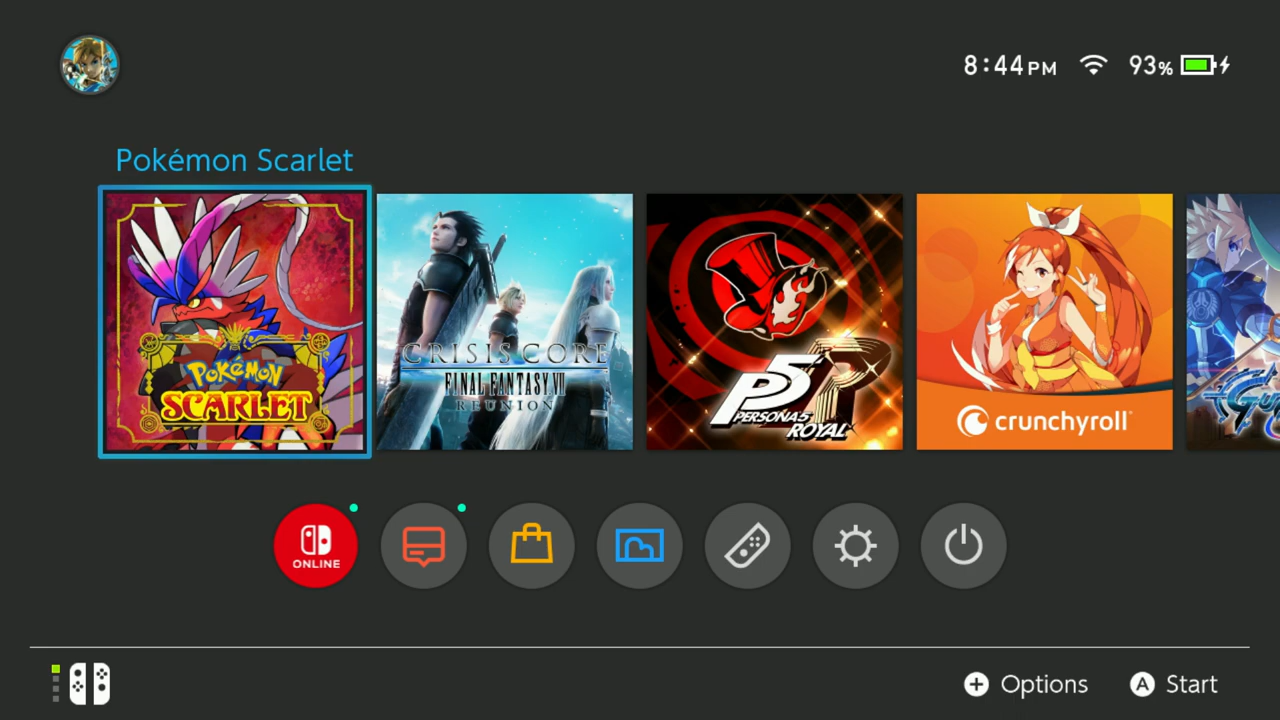 8:44PM
93%
Pokémon Scarlet
POKÉMON
SCARLET
CRISIS CORE
FINAL FANTASY VII
REUNION
P5R
PERSONA5
ROYAL
crunchyroll
ONLINE
Options
A
Start